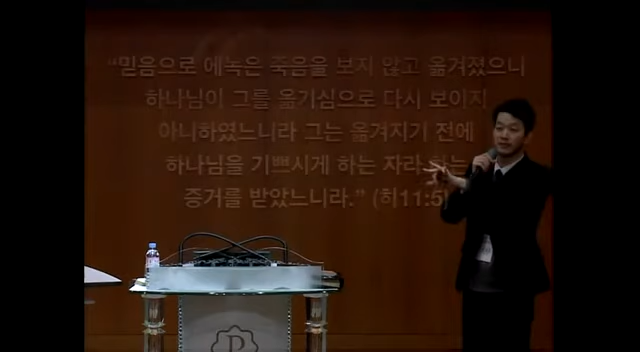 “믿음으로 에녹은 죽음을 보지 않고 옮겨졌으니
하나님이 그를 옮기심으로 다시 보이지
아니하였느니라 그는 옮겨지기 전에
하나님을 기쁘시게 하는 자라 하는
증거를 받았느니라.” (히11:5)
P